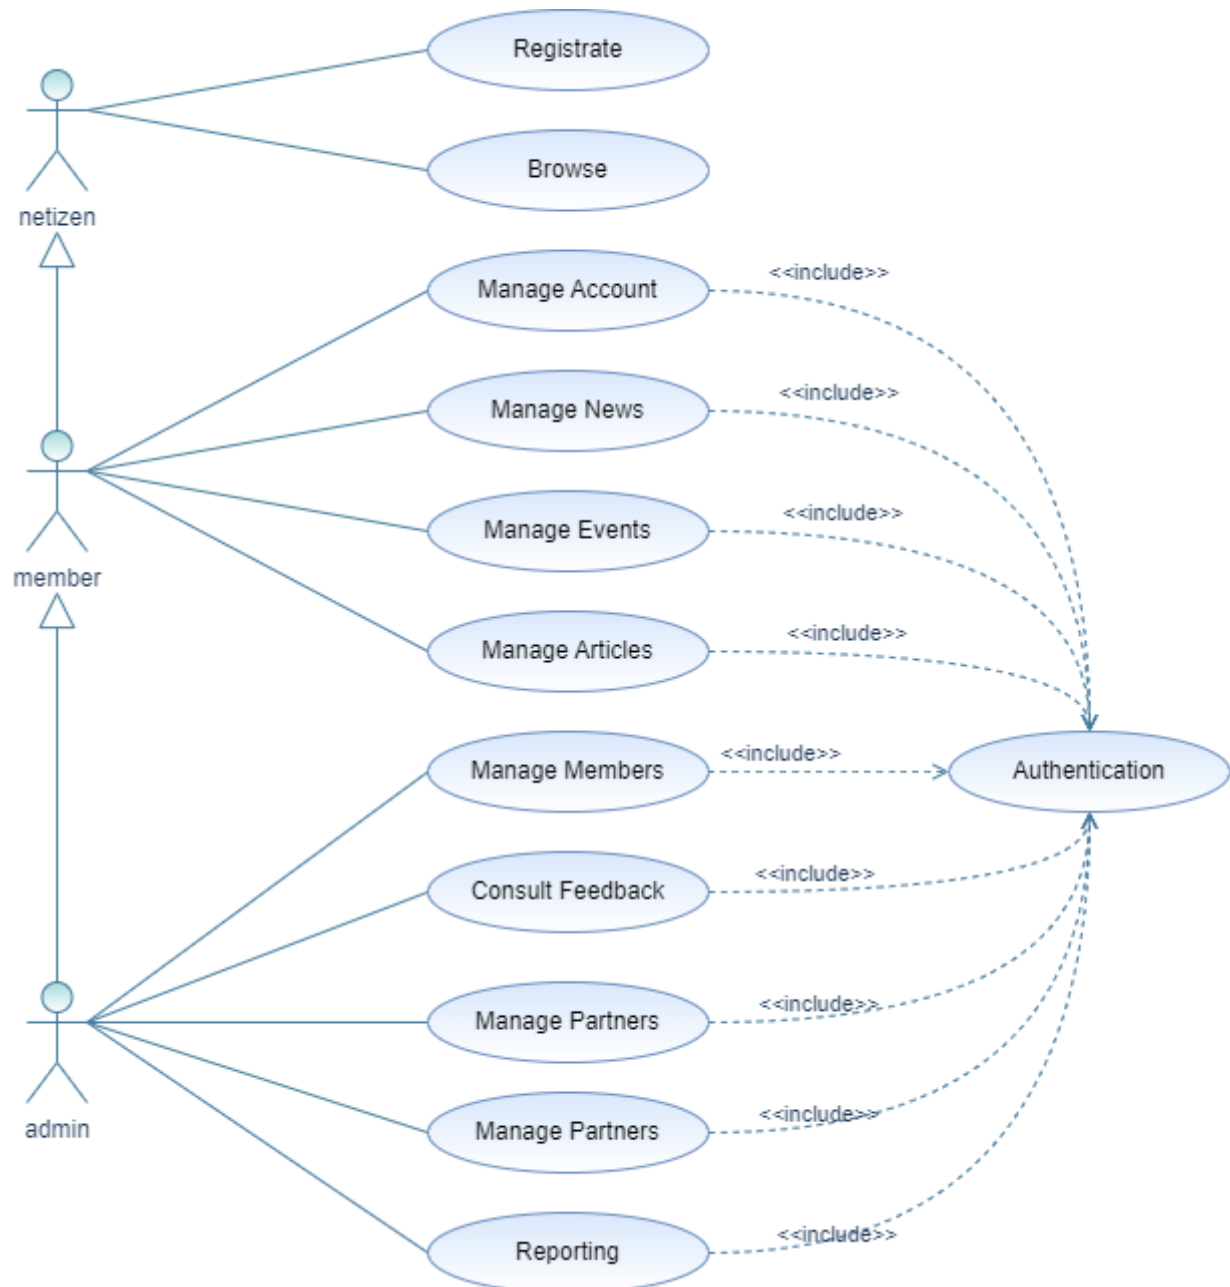 Registrate
Browse
netizen
Manage Account
<<include>>
Manage News
<<include>>
Manage Events
<<include>>
member
Manage Articles
<<include>>
Manage Members
<<include>>
Authentication
Consult Feedback
<<include>>
Manage Partners
<<include>>
admin
Manage Partners
<<include>>
Reporting
<<include>>